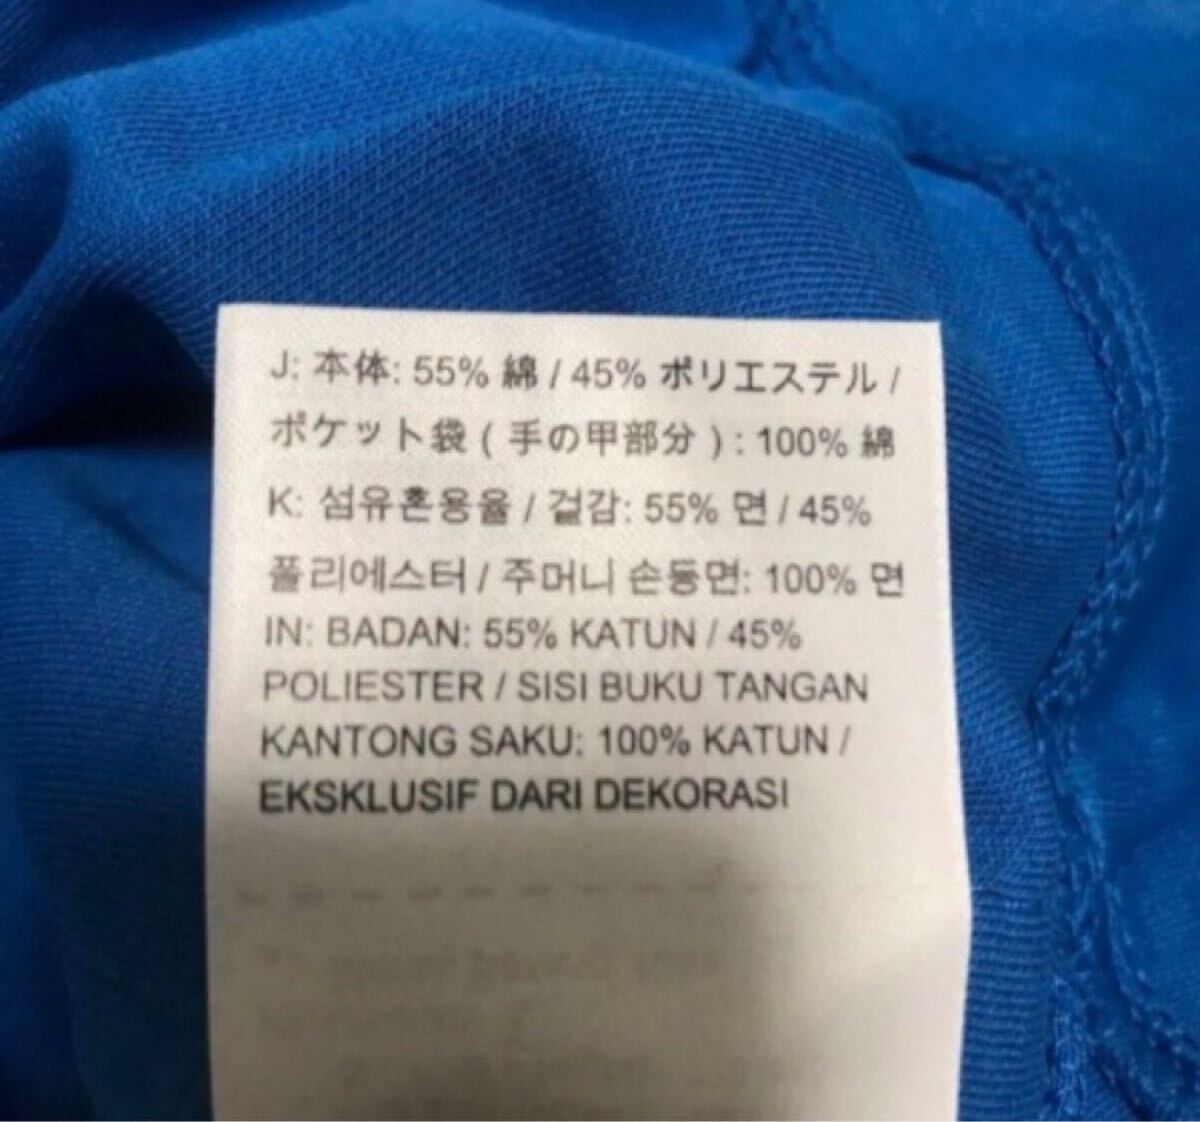 J: 本体: 55% 綿 / 45% ポリエステル /
ポケット袋 ( 手の甲部分 ) : 100% 綿
K: 섬유혼용율 / 겉감: 55% 면 / 45%
폴리에스터 / 주머니 손등면: 100% 면
IN: BADAN: 55% KATUN / 45%
POLIESTER / SISI BUKU TANGAN
KANTONG SAKU: 100% KATUN /
EKSKLUSIF DARI DEKORASI